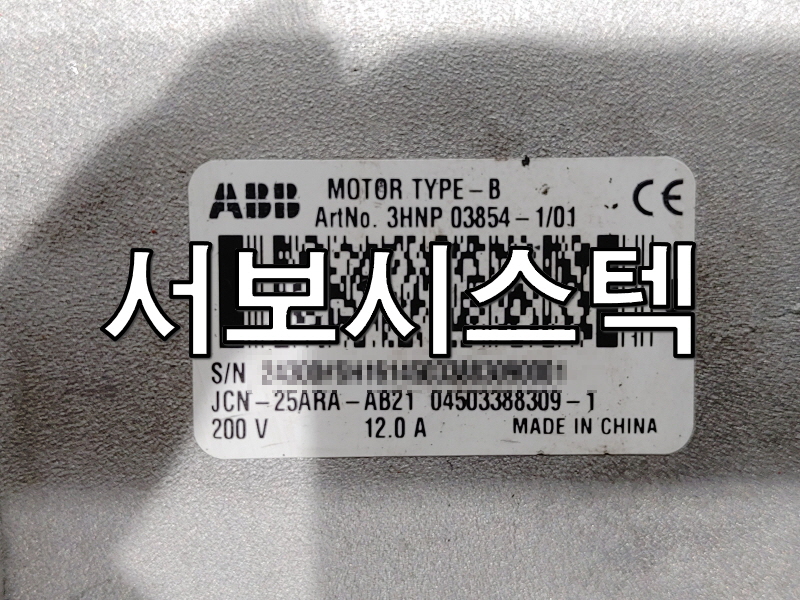 ABB MOTOR TYPE-B CE
ArtNo. 3HNP 03854-1/01
서보시스텍
S/N
JCN-25ARA-AB21 04503388309-1
200 V 12.0 A MADE IN CHINA